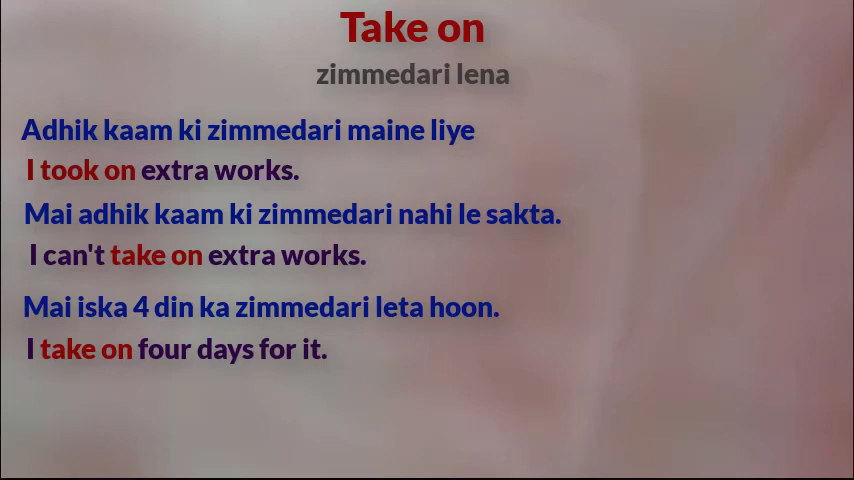 Take on
zimmedari lena
Adhik kaam ki zimmedari maine liye
I took on extra works.
Mai adhik kaam ki zimmedari nahi le sakta.
I can't take on extra works.
Mai iska 4 din ka zimmedari leta hoon.
I take on four days for it.